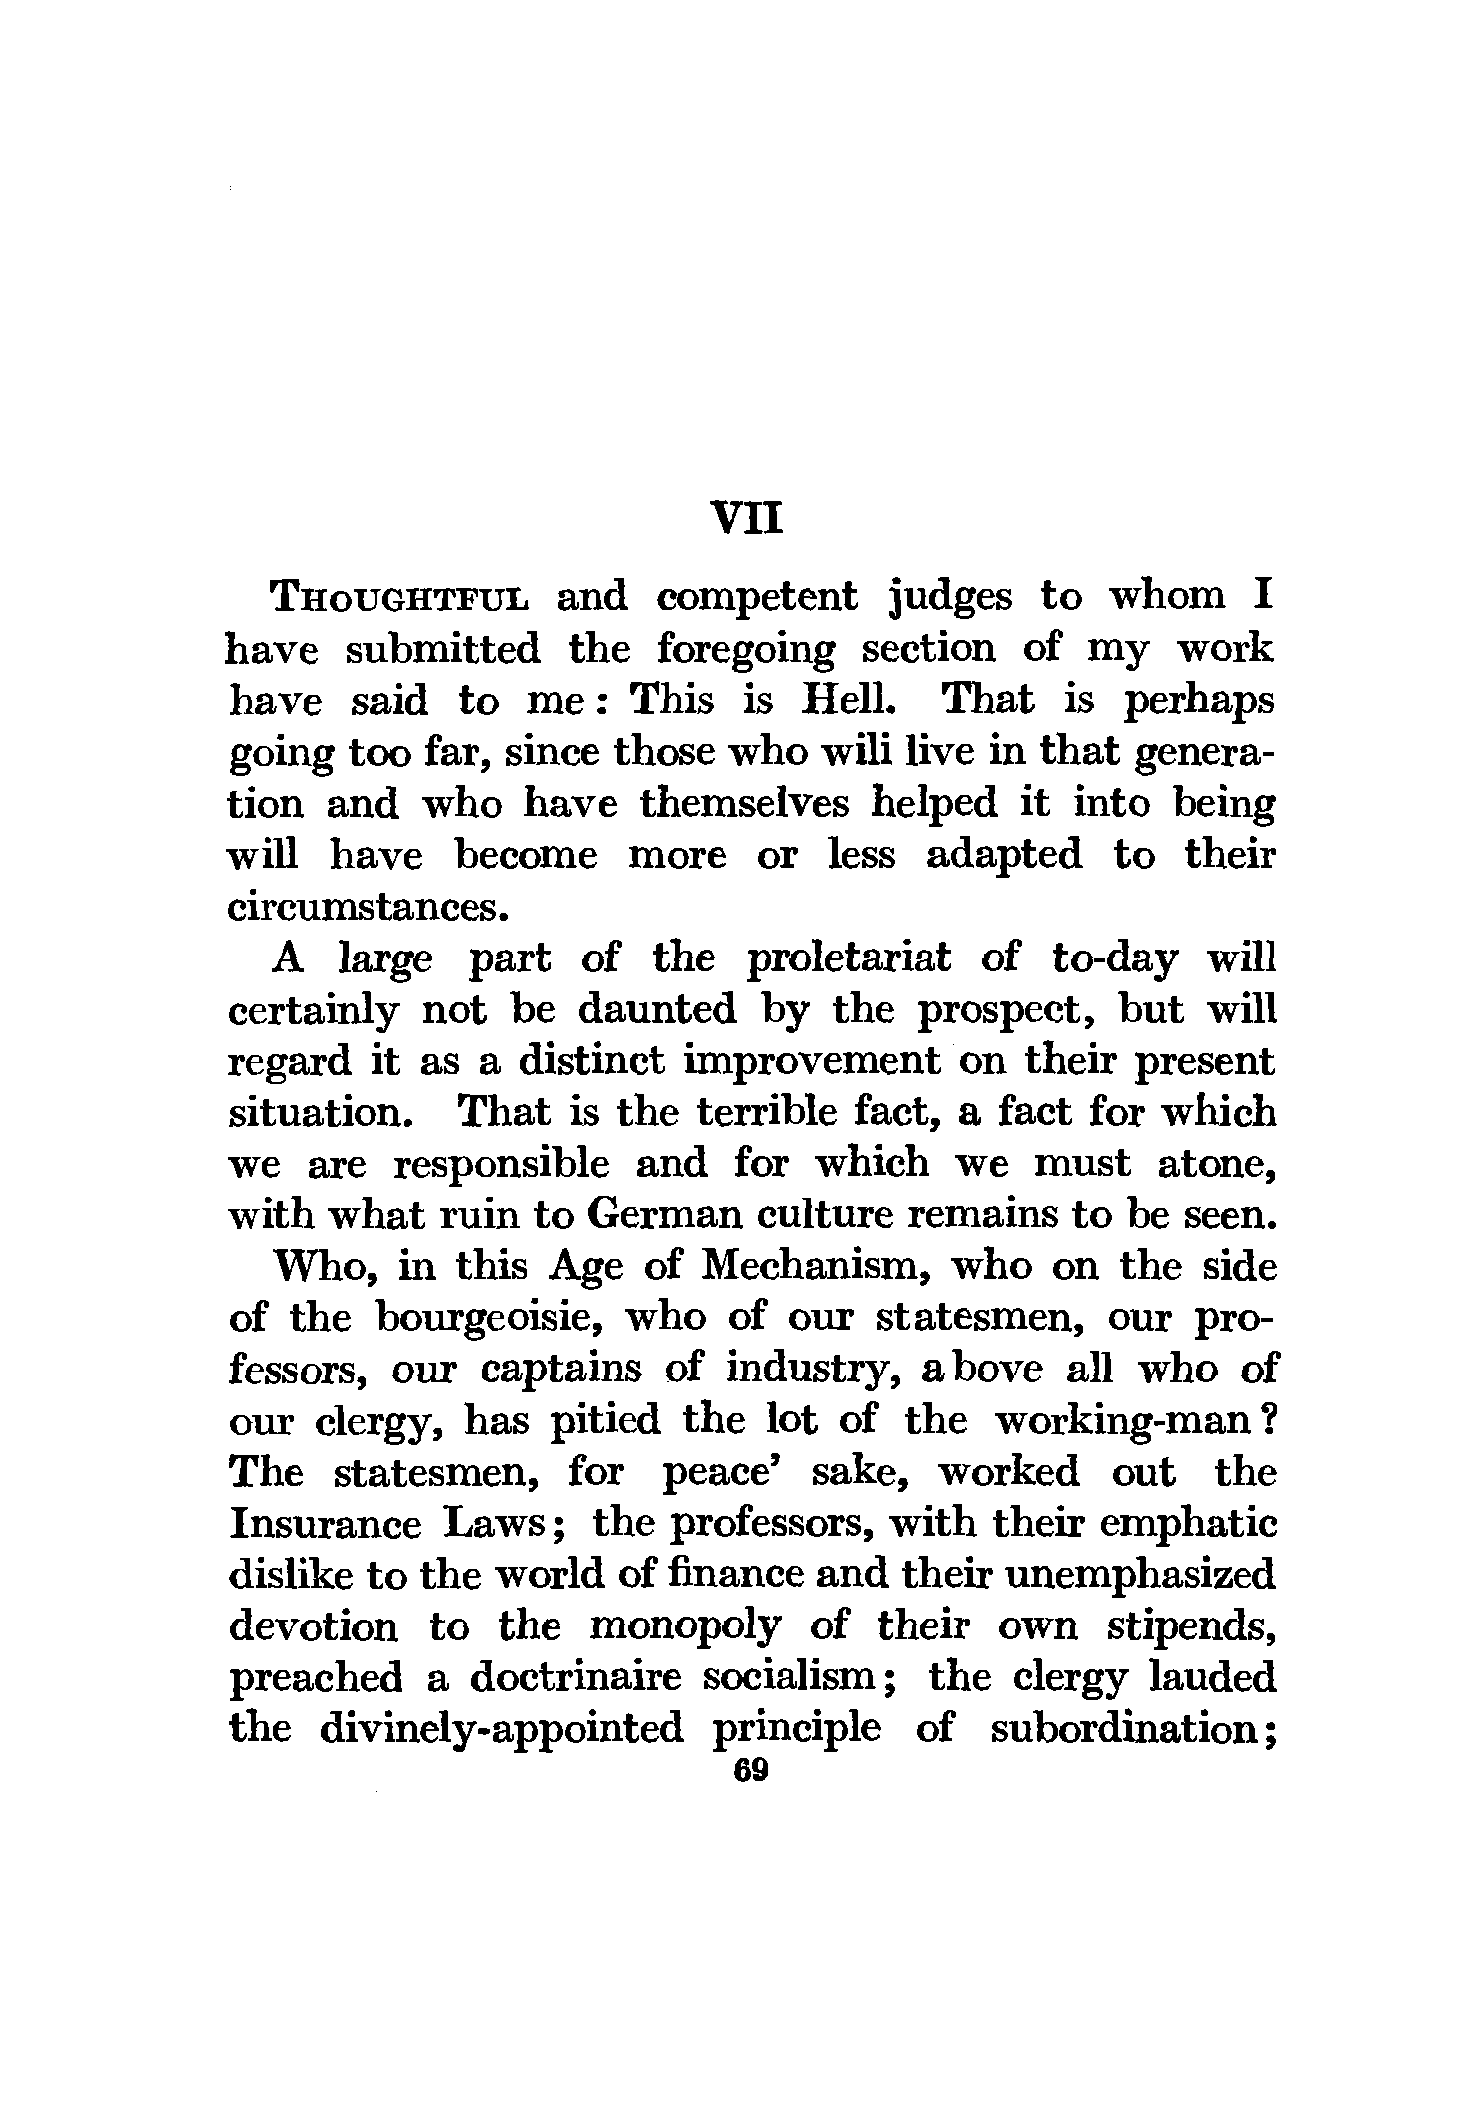 VII
THOUGHTFUL and competent judges to whom I
have submitted the foregoing section of my work
have said to me : This is Hell. That is perhaps
going too far, since those who wili live in that genera-
tion and who have themselves helped it into being
will have become more or less adapted to their
circumstances.
A large part of the proletariat of to-day will
certainly not be daunted by the prospect, but will
regard it as a distinct improvement on their present
situation. That is the terrible fact, a fact for which
we are responsible and for which we must atone,
with what ruin to German culture remains to be seen.
Who, in this Age of Mechanism, who on the side
of the bourgeoisie, who of our statesmen, our pro-
fessors, our captains of industry, above all who of
our clergy, has pitied the lot of the working-man ?
The statesmen, for peace' sake, worked out the
Insurance Laws ; the professors, with their emphatic
dislike to the world of finance and their unemphasized
devotion to the monopoly of their own stipends,
preached a doctrinaire socialism ; the clergy lauded
the divinely-appointed principle of subordination ;
69